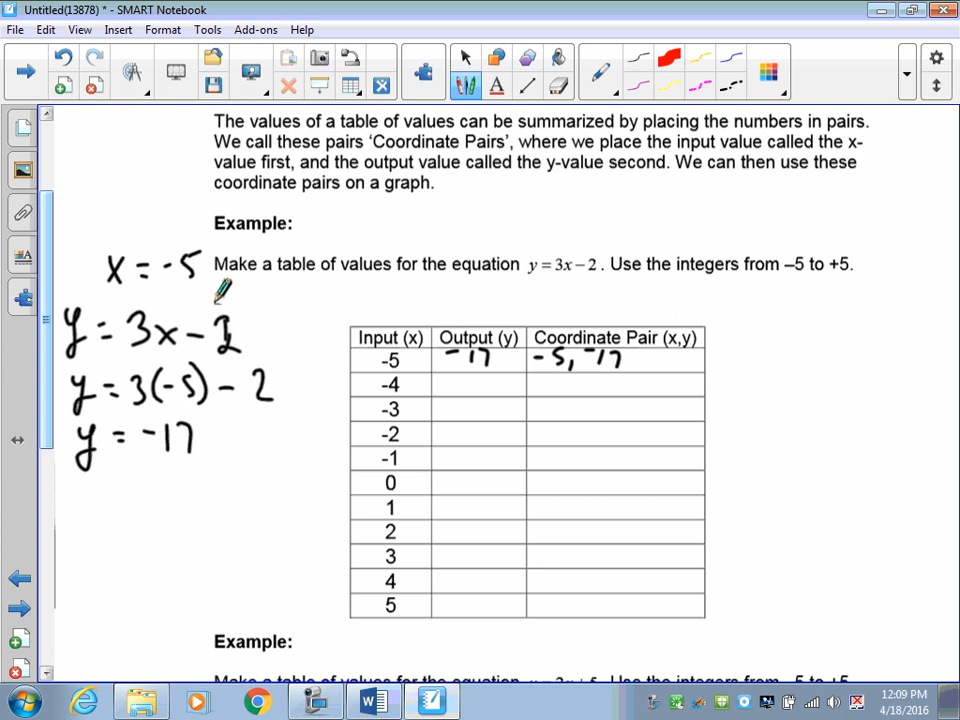 Untitled(13878) * - SMART Notebook
File Edit View Insert Format Tools Add-ons Help
The values of a table of values can be summarized by placing the numbers in pairs.
We call these pairs ‘Coordinate Pairs’, where we place the input value called the x-
value first, and the output value called the y-value second. We can then use these
coordinate pairs on a graph.
Example:
x = -5
Make a table of values for the equation y = 3x − 2. Use the integers from –5 to +5.
y = 3x - 2
y = 3(-5) - 2
y = -17
Input (x) Output (y) Coordinate Pair (x,y)
-5 -17 -5, -17
-4
-3
-2
-1
0
1
2
3
4
5
Example:
12:09 PM
4/18/2016